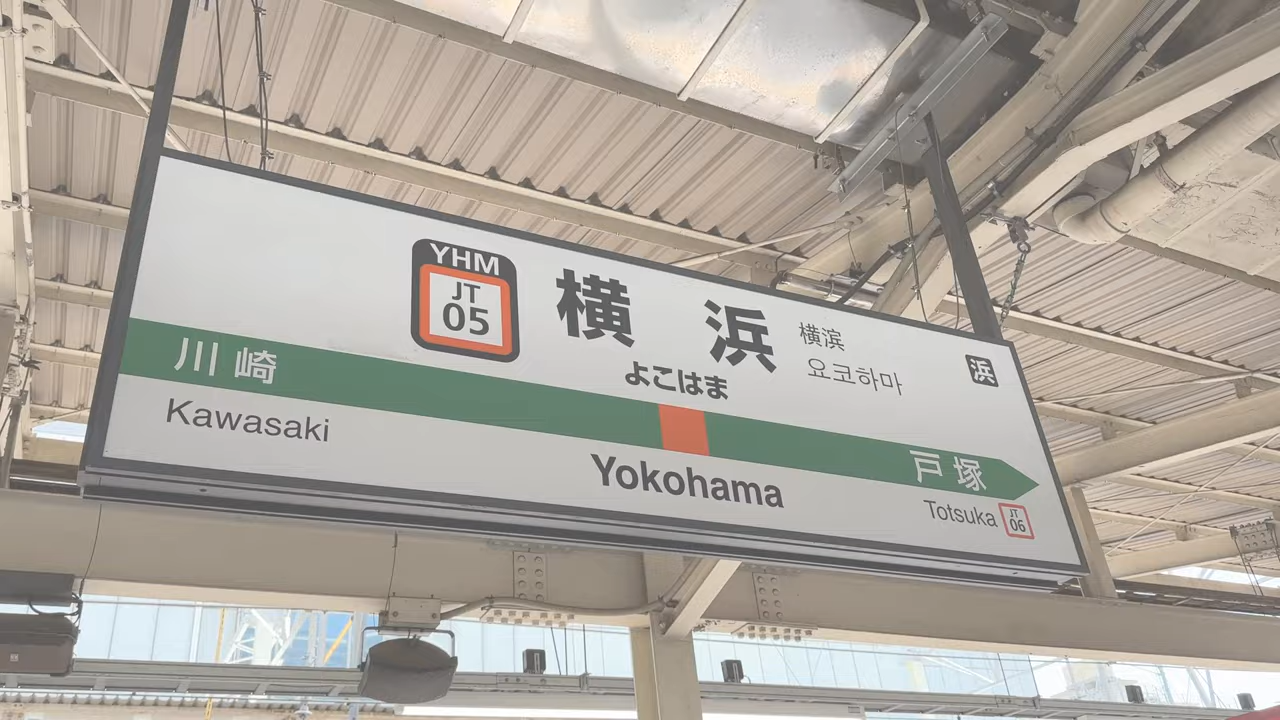 YHM
JT
05
横浜
横滨
요코하마
浜
よこはま
川崎
戸塚
Kawasaki
Yokohama
Totsuka
JT
06